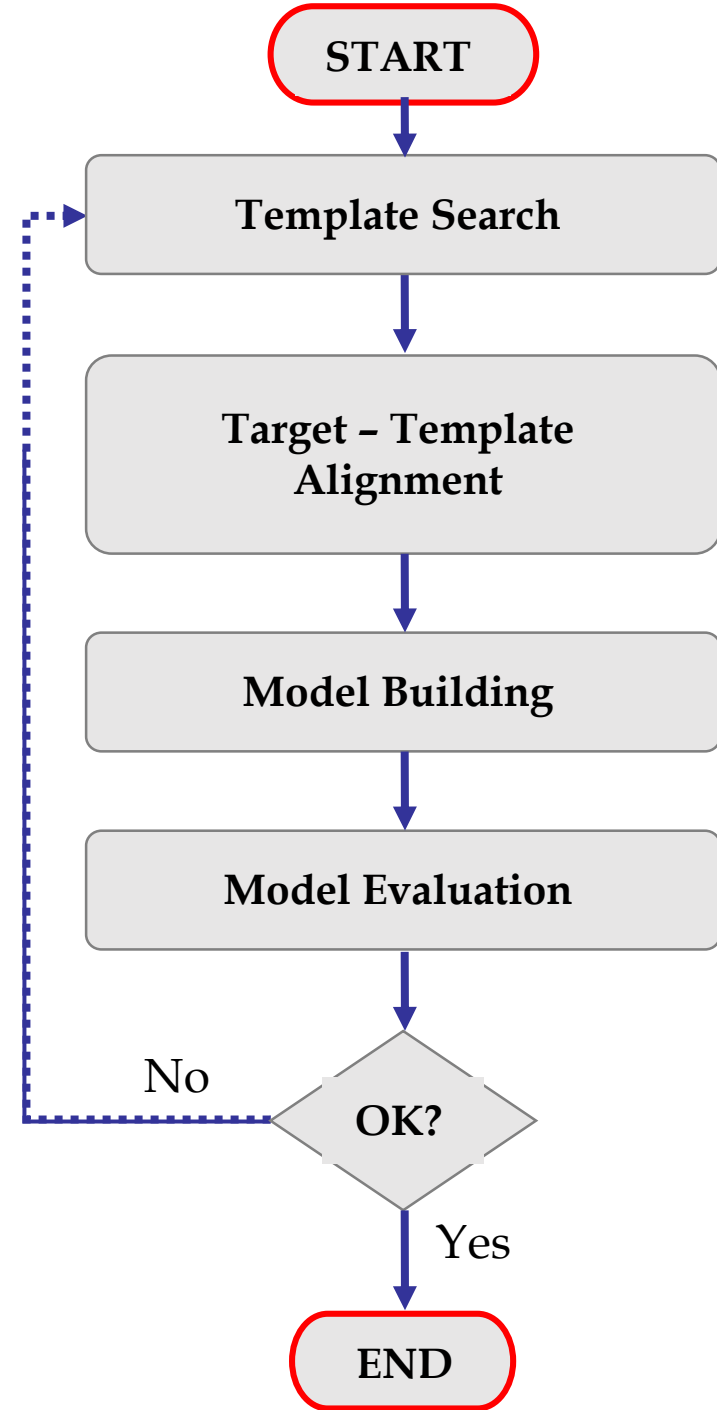 START
Template Search
Target – Template
Alignment
Model Building
Model Evaluation
No
OK?
Yes
END